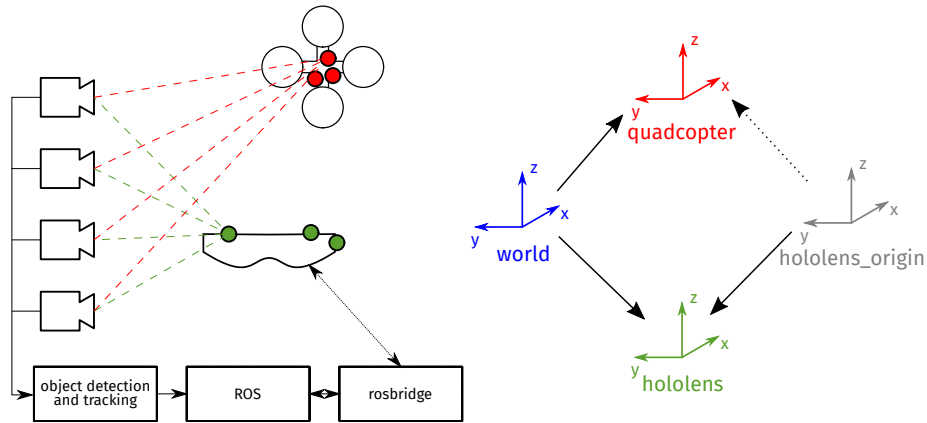 z
x
y
quadcopter
z
x
y
world
z
x
y
hololens_origin
z
x
y
hololens
object detection
and tracking
ROS
rosbridge